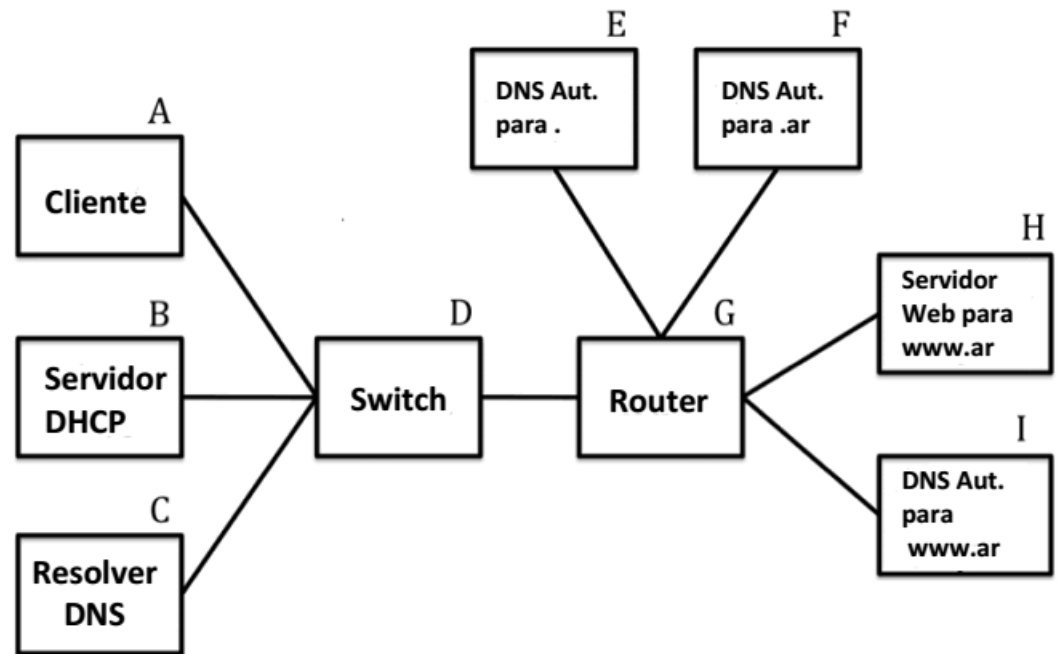 E
F
DNS Aut.
para .
DNS Aut.
para .ar
A
Cliente
H
Servidor
Web para
www.ar
B
Servidor
DHCP
D
Switch
G
Router
I
DNS Aut.
para
www.ar
C
Resolver
DNS